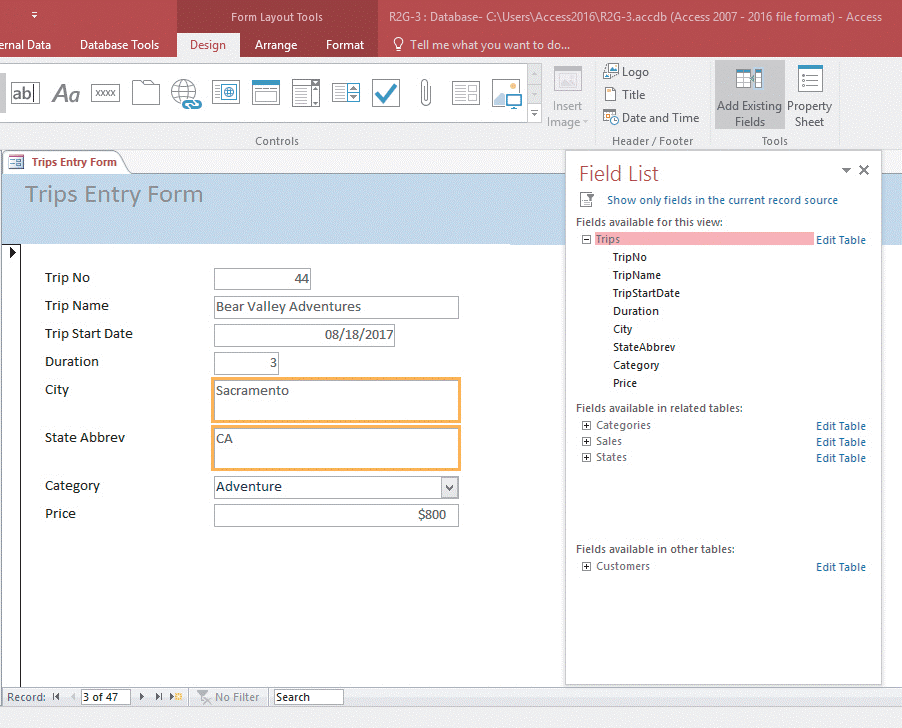 Form Layout Tools
R2G-3 : Database- C:\Users\Access2016\R2G-3.accdb (Access 2007 - 2016 file format) - Access
ernal Data Database Tools Design Arrange Format Tell me what you want to do...
ab| Aa xxxx
Logo
Title
Date and Time
Insert
Image
Add Existing
Fields
Property
Sheet
Controls Header / Footer Tools
Trips Entry Form
Trips Entry Form
Trip No 44
Trip Name Bear Valley Adventures
Trip Start Date 08/18/2017
Duration 3
City Sacramento
State Abbrev CA
Category Adventure
Price $800
Field List
Show only fields in the current record source
Fields available for this view:
Trips Edit Table
TripNo
TripName
TripStartDate
Duration
City
StateAbbrev
Category
Price
Fields available in related tables:
Categories Edit Table
Sales Edit Table
States Edit Table
Fields available in other tables:
Customers Edit Table
Record: 3 of 47 No Filter Search